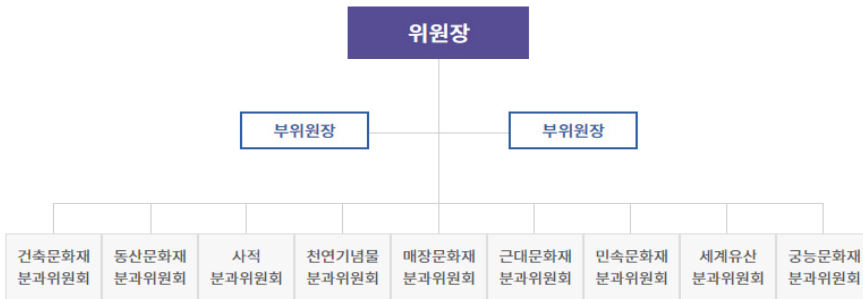 위원장
부위원장
부위원장
건축문화재
분과위원회
동산문화재
분과위원회
사적
분과위원회
천연기념물
분과위원회
매장문화재
분과위원회
근대문화재
분과위원회
민속문화재
분과위원회
세계유산
분과위원회
궁능문화재
분과위원회